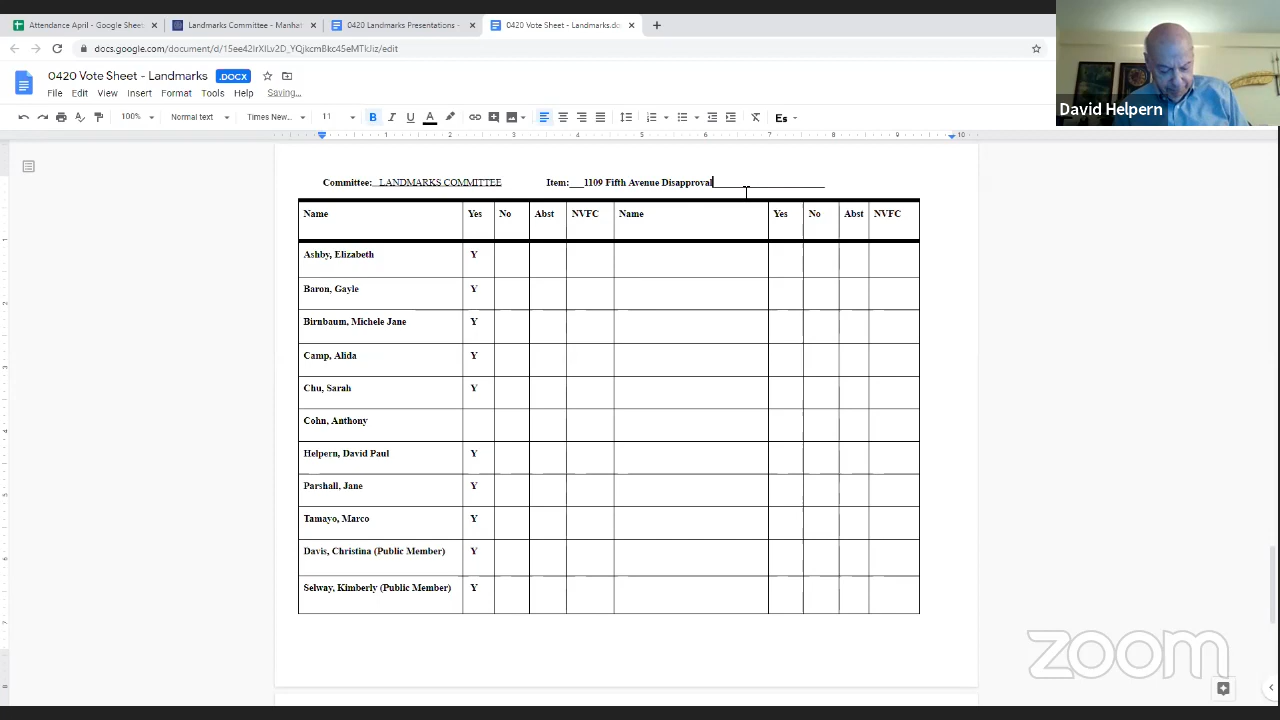 Attendance April - Google Sheet
Landmarks Committee - Manhat
0420 Landmarks Presentations -
0420 Vote Sheet - Landmarks.do
docs.google.com/document/d/15ee42IrXlLv2D_YQjkcmBkc45eMTkJiz/edit
0420 Vote Sheet - Landmarks .DOCX
File Edit View Insert Format Tools Help Saving...
100% Normal text Times New... 11 B I U A Es
David Helpern
Committee: LANDMARKS COMMITTEE Item:___1109 Fifth Avenue Disapproval
Name Yes No Abst NVFC Name Yes No Abst NVFC
Ashby, Elizabeth Y
Baron, Gayle Y
Birnbaum, Michele Jane Y
Camp, Alida Y
Chu, Sarah Y
Cohn, Anthony
Helpern, David Paul Y
Parshall, Jane Y
Tamayo, Marco Y
Davis, Christina (Public Member) Y
Selway, Kimberly (Public Member) Y
zoom